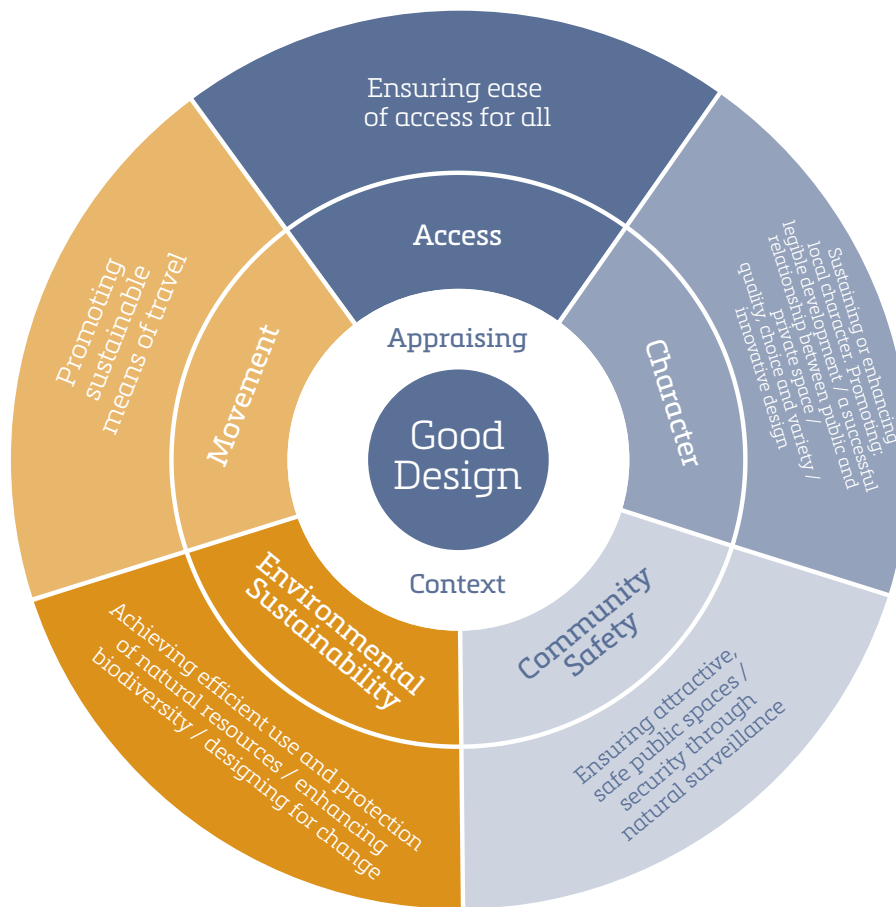 Ensuring ease
of access for all
Access
Sustaining or enhancing
local character. Promoting:
legible development / a successful
relationship between public and
private space /
quality, choice and variety /
innovative design
Character
Community
Safety
Ensuring attractive,
safe public spaces /
security through
natural surveillance
Environmental
Sustainability
Achieving efficient use and protection
of natural resources / enhancing
biodiversity / designing for change
Movement
Promoting
sustainable
means of travel
Appraising
Good
Design
Context